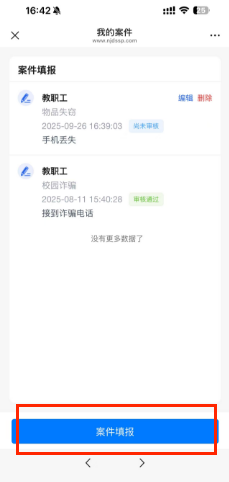 16:42
25
我的案件
案件填报
教职工
编辑 删除
物品失窃
2025-09-26 16:39:03 尚未审核
手机丢失
教职工
校园诈骗
2025-08-11 15:40:28 审核通过
接到诈骗电话
没有更多数据了
案件填报